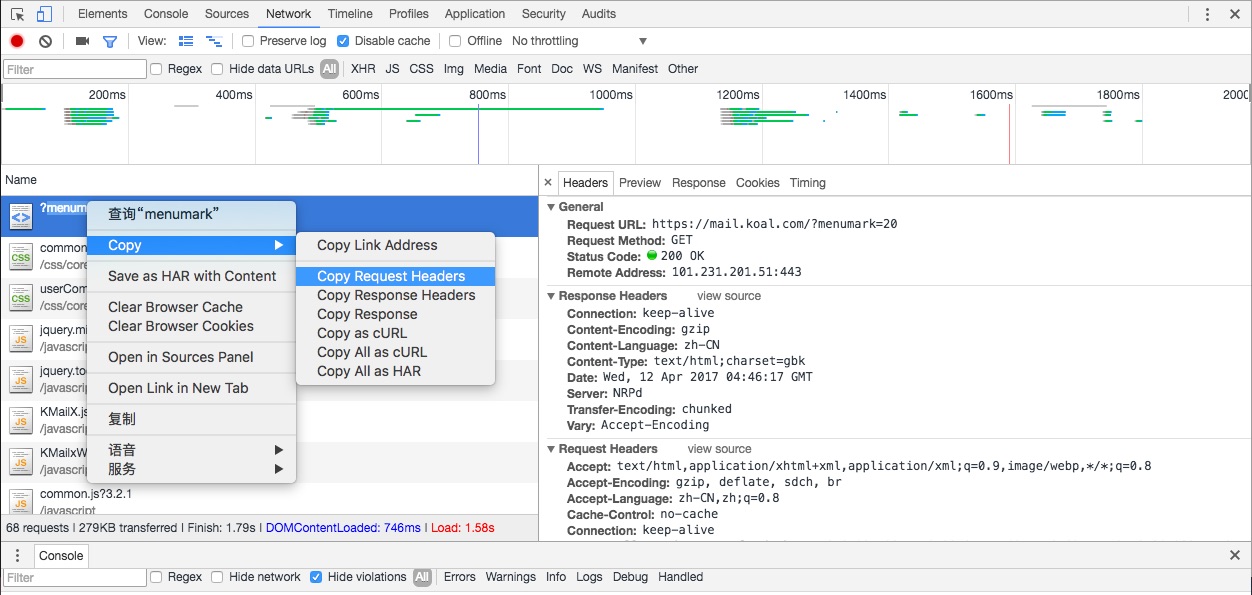 Elements Console Sources Network Timeline Profiles Application Security Audits
View: Preserve log Disable cache Offline No throttling
Filter Regex Hide data URLs All XHR JS CSS Img Media Font Doc WS Manifest Other
200ms 400ms 600ms 800ms 1000ms 1200ms 1400ms 1600ms 1800ms 2000
Name
?menum
common
/css/core
userCom
/css/core
jquery.mi
/javascrip
jquery.to
/javascrip
KMailX.js
/javascrip
KMailxW
/javascrip
common.js?3.2.1
/javascript
查询“menumark”
Copy
Save as HAR with Content
Clear Browser Cache
Clear Browser Cookies
Open in Sources Panel
Open Link in New Tab
复制
语音
服务
Copy Link Address
Copy Request Headers
Copy Response Headers
Copy Response
Copy as cURL
Copy All as cURL
Copy All as HAR
68 requests | 279KB transferred | Finish: 1.79s | DOMContentLoaded: 746ms | Load: 1.58s
Headers Preview Response Cookies Timing
General
Request URL: https://mail.koal.com/?menumark=20
Request Method: GET
Status Code: 200 OK
Remote Address: 101.231.201.51:443
Response Headers view source
Connection: keep-alive
Content-Encoding: gzip
Content-Language: zh-CN
Content-Type: text/html;charset=gbk
Date: Wed, 12 Apr 2017 04:46:17 GMT
Server: NRPd
Transfer-Encoding: chunked
Vary: Accept-Encoding
Request Headers view source
Accept: text/html,application/xhtml+xml,application/xml;q=0.9,image/webp,*/*;q=0.8
Accept-Encoding: gzip, deflate, sdch, br
Accept-Language: zh-CN,zh;q=0.8
Cache-Control: no-cache
Connection: keep-alive
Console
Filter Regex Hide network Hide violations All Errors Warnings Info Logs Debug Handled